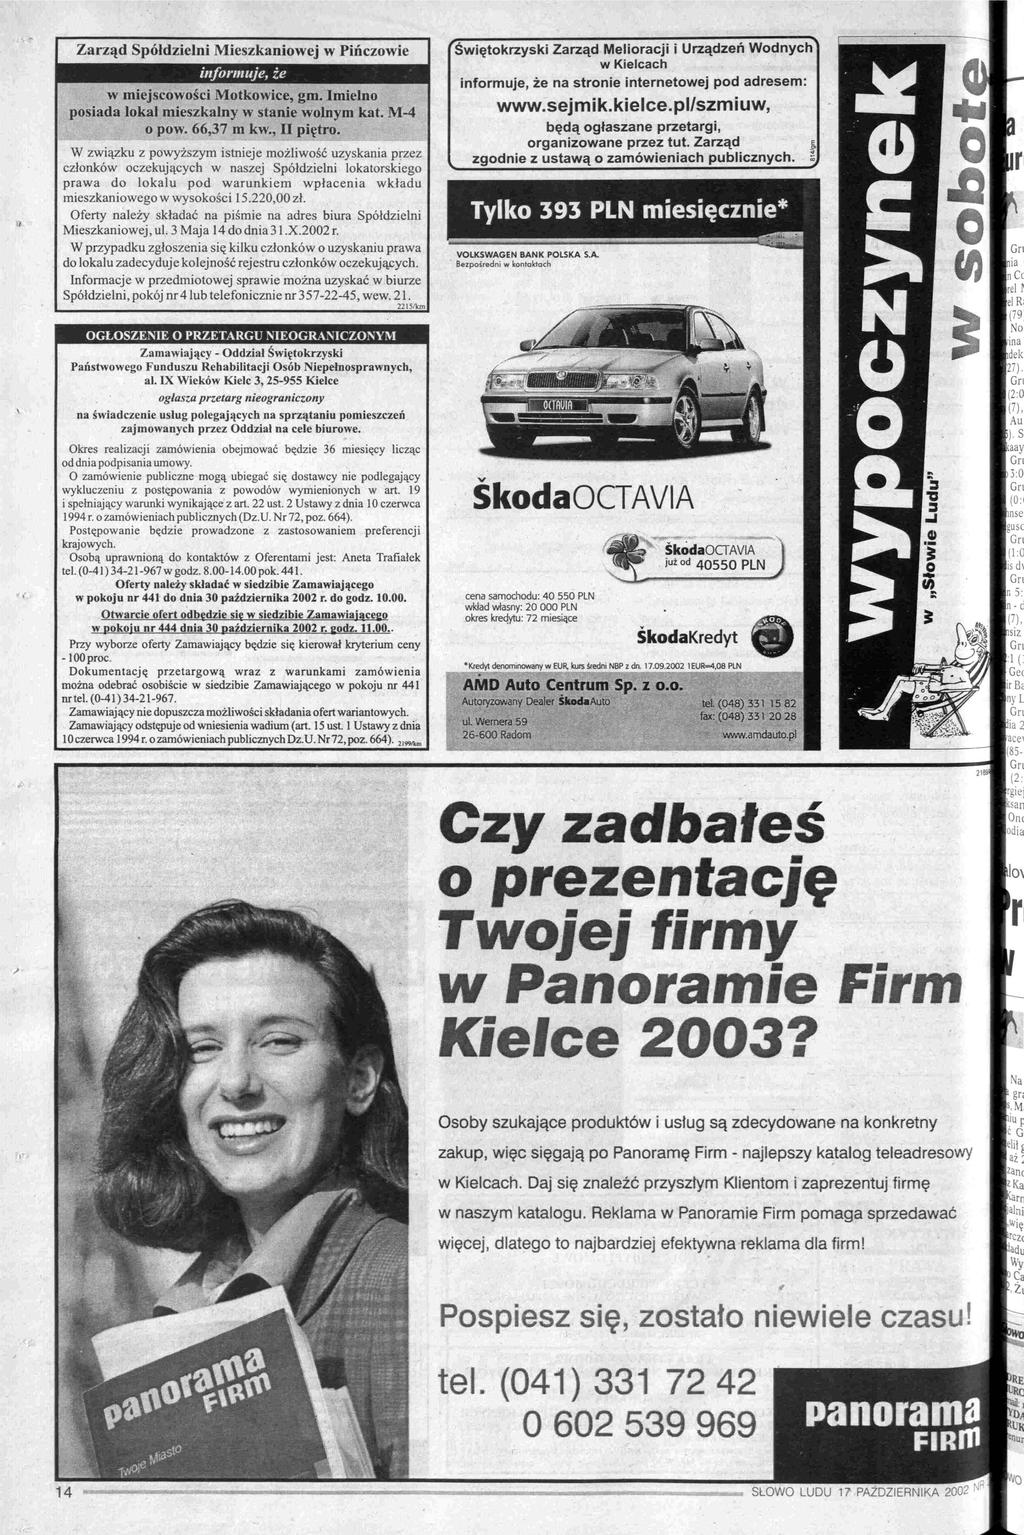 Zarząd Spółdzielni Mieszkaniowej w Pińczowie
informuje, że
w miejscowości Motkowice, gm. Imielno
posiada lokal mieszkalny w stanie wolnym kat. M-4
o pow. 66,37 m kw., II piętro.
W związku z powyższym istnieje możliwość uzyskania przez
członków oczekujących w naszej Spółdzielni lokatorskiego
prawa do lokalu pod warunkiem wpłacenia wkładu
mieszkaniowego w wysokości 15.220,00 zł.
Oferty należy składać na piśmie na adres biura Spółdzielni
Mieszkaniowej, ul. 3 Maja 14 do dnia 31.X.2002 r.
W przypadku zgłoszenia się kilku członków o uzyskaniu prawa
do lokalu zadecyduje kolejność rejestru członków oczekujących.
Informacje w przedmiotowej sprawie można uzyskać w biurze
Spółdzielni, pokój nr 4 lub telefonicznie nr 357-22-45, wew. 21.
2215/km
OGŁOSZENIE O PRZETARGU NIEOGRANICZONYM
Zamawiający - Oddział Świętokrzyski
Państwowego Funduszu Rehabilitacji Osób Niepełnosprawnych,
al. IX Wieków Kielc 3, 25-955 Kielce
ogłasza przetarg nieograniczony
na świadczenie usług polegających na sprzątaniu pomieszczeń
zajmowanych przez Oddział na cele biurowe.
Okres realizacji zamówienia obejmować będzie 36 miesięcy licząc
od dnia podpisania umowy.
O zamówienie publiczne mogą ubiegać się dostawcy nie podlegający
wykluczeniu z postępowania z powodów wymienionych w art. 19
i spełniający warunki wynikające z art. 22 ust. 2 Ustawy z dnia 10 czerwca
1994 r. o zamówieniach publicznych (Dz.U. Nr 72, poz. 664).
Postępowanie będzie prowadzone z zastosowaniem preferencji
krajowych.
Osobą uprawnioną do kontaktów z Oferentami jest: Aneta Trafiałek
tel. (0-41) 34-21-967 w godz. 8.00-14.00 pok. 441.
Oferty należy składać w siedzibie Zamawiającego
w pokoju nr 441 do dnia 30 października 2002 r. do godz. 10.00.
Otwarcie ofert odbędzie się w siedzibie Zamawiającego
w pokoju nr 444 dnia 30 października 2002 r. godz. 11.00..
Przy wyborze oferty Zamawiający będzie się kierował kryterium ceny
- 100 proc.
Dokumentację przetargową wraz z warunkami zamówienia
można odebrać osobiście w siedzibie Zamawiającego w pokoju nr 441
nr tel. (0-41) 34-21-967.
Zamawiający nie dopuszcza możliwości składania ofert wariantowych.
Zamawiający odstępuje od wniesienia wadium (art. 15 ust. 1 Ustawy z dnia
10 czerwca 1994 r. o zamówieniach publicznych Dz.U. Nr 72, poz. 664).
2199/km
Świętokrzyski Zarząd Melioracji i Urządzeń Wodnych
w Kielcach
informuje, że na stronie internetowej pod adresem:
www.sejmik.kielce.pl/szmiuw,
będą ogłaszane przetargi,
organizowane przez tut. Zarząd
zgodnie z ustawą o zamówieniach publicznych.
Tylko 393 PLN miesięcznie*
VOLKSWAGEN BANK POLSKA S.A.
Bezpośredni w kontaktach
OCTAVIA
ŠkodaOCTAVIA
ŠkodaOCTAVIA
już od 40550 PLN
cena samochodu: 40 550 PLN
wkład własny: 20 000 PLN
okres kredytu: 72 miesiące
ŠkodaKredyt
*Kredyt denominowany w EUR, kurs średni NBP z dn. 17.09.2002 1EUR=4,08 PLN
AMD Auto Centrum Sp. z o.o.
Autoryzowany Dealer ŠkodaAuto
ul. Wernera 59
26-600 Radom
tel. (048) 331 15 82
fax: (048) 331 20 28
www.amdauto.pl
wypoczynek
w sobotę
w „Słowie Ludu”
Czy zadbałeś
o prezentację
Twojej firmy
w Panoramie Firm
Kielce 2003?
Osoby szukające produktów i usług są zdecydowane na konkretny
zakup, więc sięgają po Panoramę Firm - najlepszy katalog teleadresowy
w Kielcach. Daj się znaleźć przyszłym Klientom i zaprezentuj firmę
w naszym katalogu. Reklama w Panoramie Firm pomaga sprzedawać
więcej, dlatego to najbardziej efektywna reklama dla firm!
Pospiesz się, zostało niewiele czasu!
tel. (041) 331 72 42
0 602 539 969
panorama
FIRM
panorama
FIRM
Twoje Miasto
14
SŁOWO LUDU 17 PAŹDZIERNIKA 2002